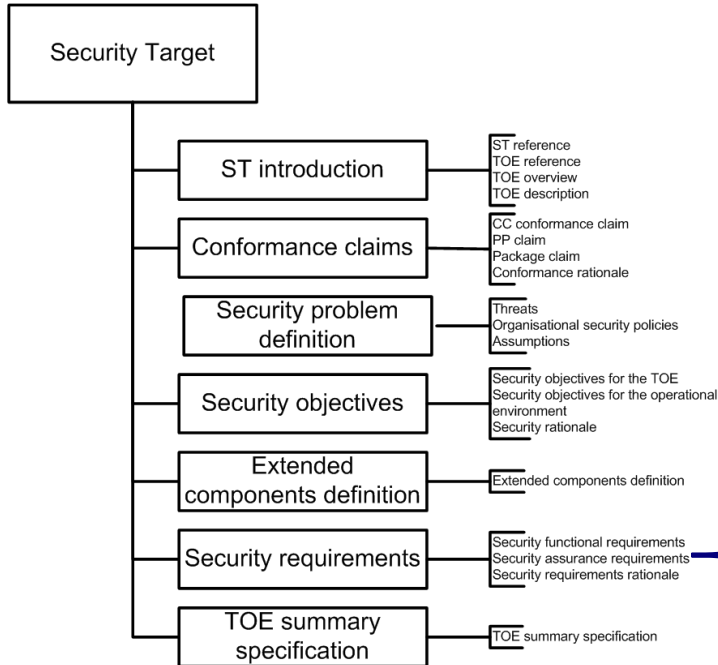 Security Target
ST introduction
ST reference
TOE reference
TOE overview
TOE description
Conformance claims
CC conformance claim
PP claim
Package claim
Conformance rationale
Security problem
definition
Threats
Organisational security policies
Assumptions
Security objectives
Security objectives for the TOE
Security objectives for the operational
environment
Security rationale
Extended
components definition
Extended components definition
Security requirements
Security functional requirements
Security assurance requirements
Security requirements rationale
TOE summary
specification
TOE summary specification